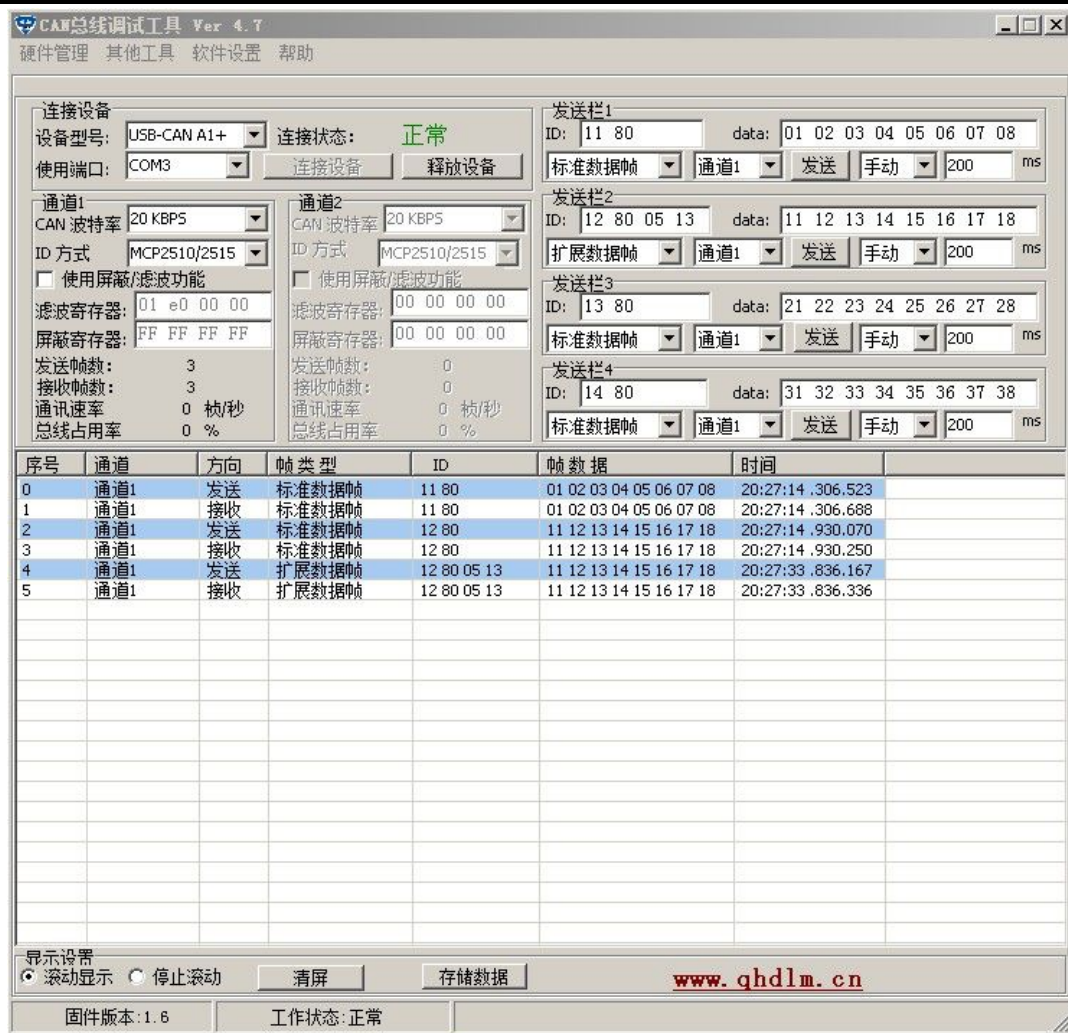 CAN总线调试工具 Ver 4.7
硬件管理 其他工具 软件设置 帮助
连接设备
设备型号: USB-CAN A1+ 连接状态: 正常
使用端口: COM3 连接设备 释放设备
通道1
CAN 波特率 20 KBPS
ID 方式 MCP2510/2515
使用屏蔽/滤波功能
滤波寄存器: 01 e0 00 00
屏蔽寄存器: FF FF FF FF
发送帧数: 3
接收帧数: 3
通讯速率 0 桢/秒
总线占用率 0 %
通道2
CAN 波特率 20 KBPS
ID 方式 MCP2510/2515
使用屏蔽/滤波功能
滤波寄存器: 00 00 00 00
屏蔽寄存器: 00 00 00 00
发送帧数: 0
接收帧数: 0
通讯速率 0 桢/秒
总线占用率 0 %
发送栏1
ID: 11 80 data: 01 02 03 04 05 06 07 08
标准数据帧 通道1 发送 手动 200 ms
发送栏2
ID: 12 80 05 13 data: 11 12 13 14 15 16 17 18
扩展数据帧 通道1 发送 手动 200 ms
发送栏3
ID: 13 80 data: 21 22 23 24 25 26 27 28
标准数据帧 通道1 发送 手动 200 ms
发送栏4
ID: 14 80 data: 31 32 33 34 35 36 37 38
标准数据帧 通道1 发送 手动 200 ms
序号 通道 方向 帧类型 ID 帧数据 时间
0 通道1 发送 标准数据帧 11 80 01 02 03 04 05 06 07 08 20:27:14 .306.523
1 通道1 接收 标准数据帧 11 80 01 02 03 04 05 06 07 08 20:27:14 .306.688
2 通道1 发送 标准数据帧 12 80 11 12 13 14 15 16 17 18 20:27:14 .930.070
3 通道1 接收 标准数据帧 12 80 11 12 13 14 15 16 17 18 20:27:14 .930.250
4 通道1 发送 扩展数据帧 12 80 05 13 11 12 13 14 15 16 17 18 20:27:33 .836.167
5 通道1 接收 扩展数据帧 12 80 05 13 11 12 13 14 15 16 17 18 20:27:33 .836.336
显示设置
滚动显示 停止滚动 清屏 存储数据 www.qhdlm.cn
固件版本:1.6 工作状态:正常